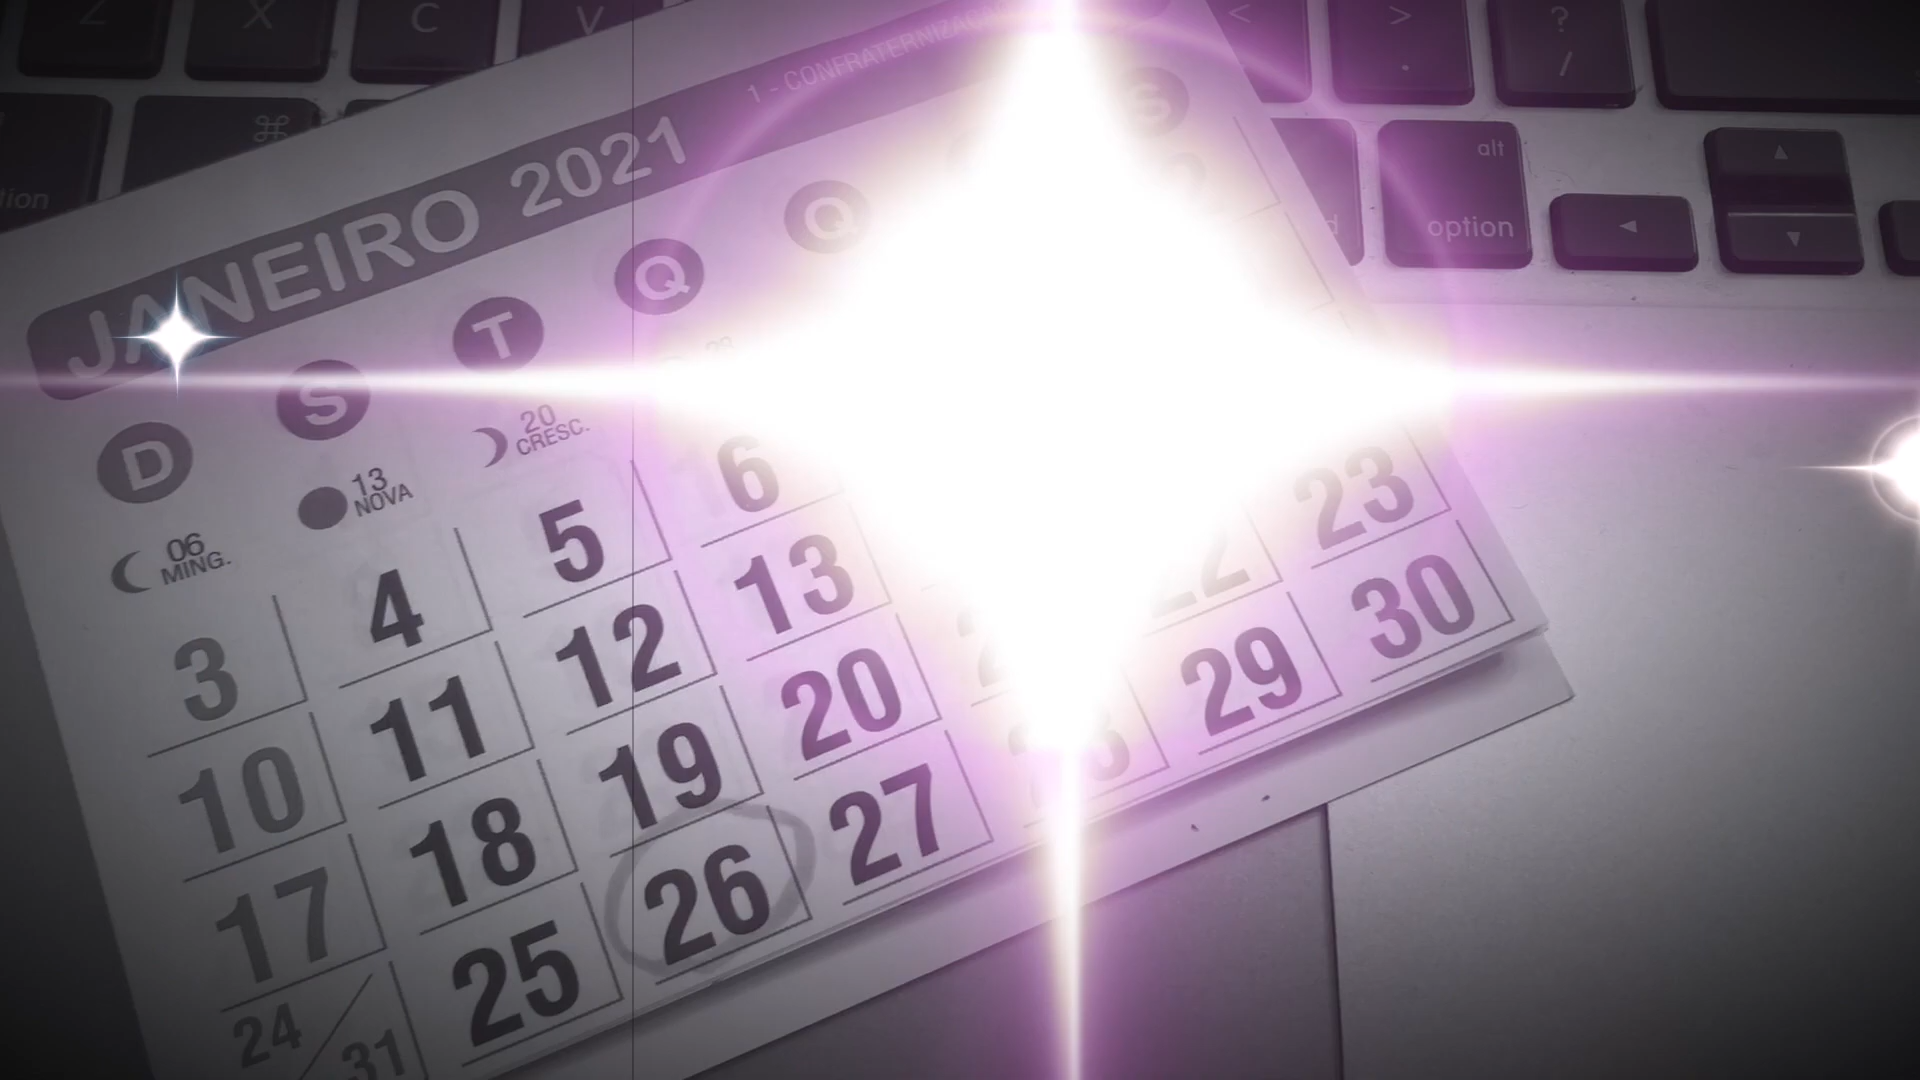 Z X C V < > ?
. /
⌘ alt
option
1 - CONFRATERNIZAÇÃO
JANEIRO 2021
D S T Q Q S
06 MING.
13 NOVA
20 CRESC.
3 4 5 6
10 11 12 13
17 18 19 20 23
24/31 25 26 27 29 30